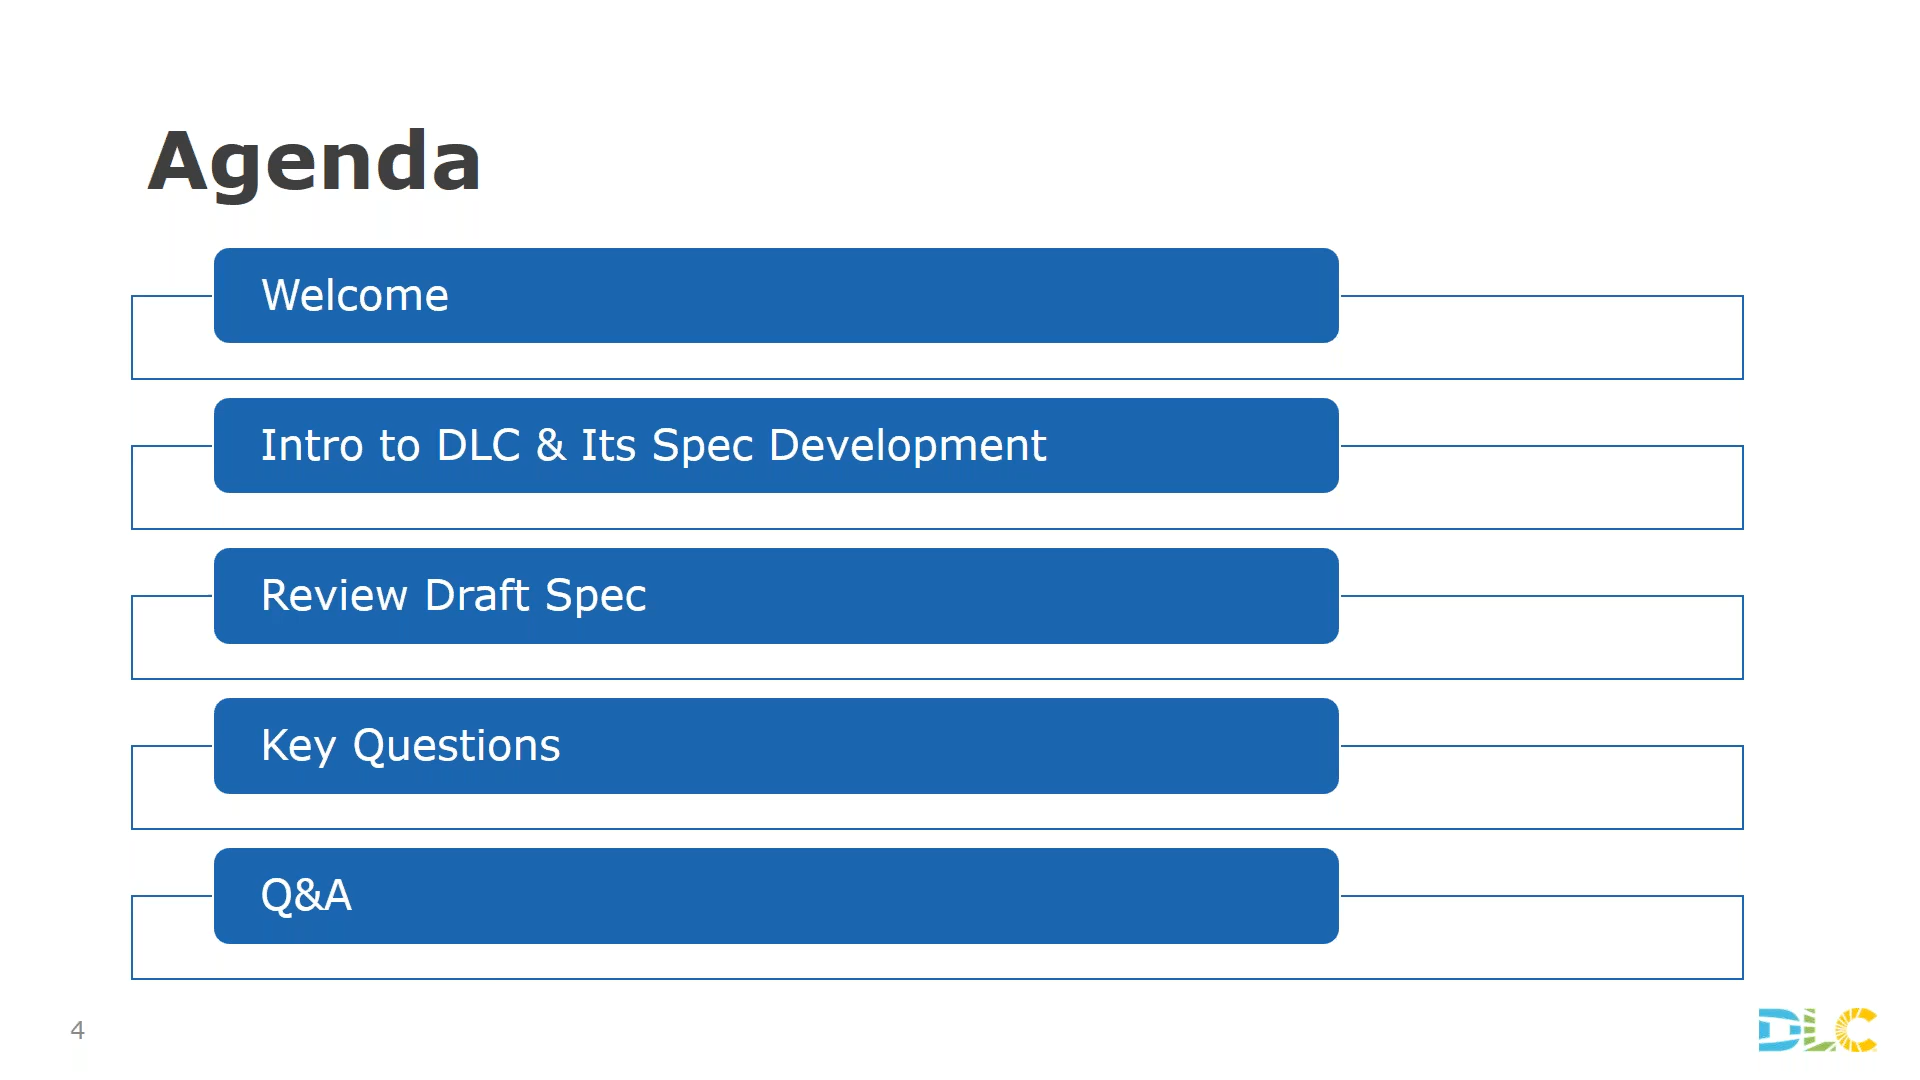 Agenda
Welcome
Intro to DLC & Its Spec Development
Review Draft Spec
Key Questions
Q&A
4
DLC